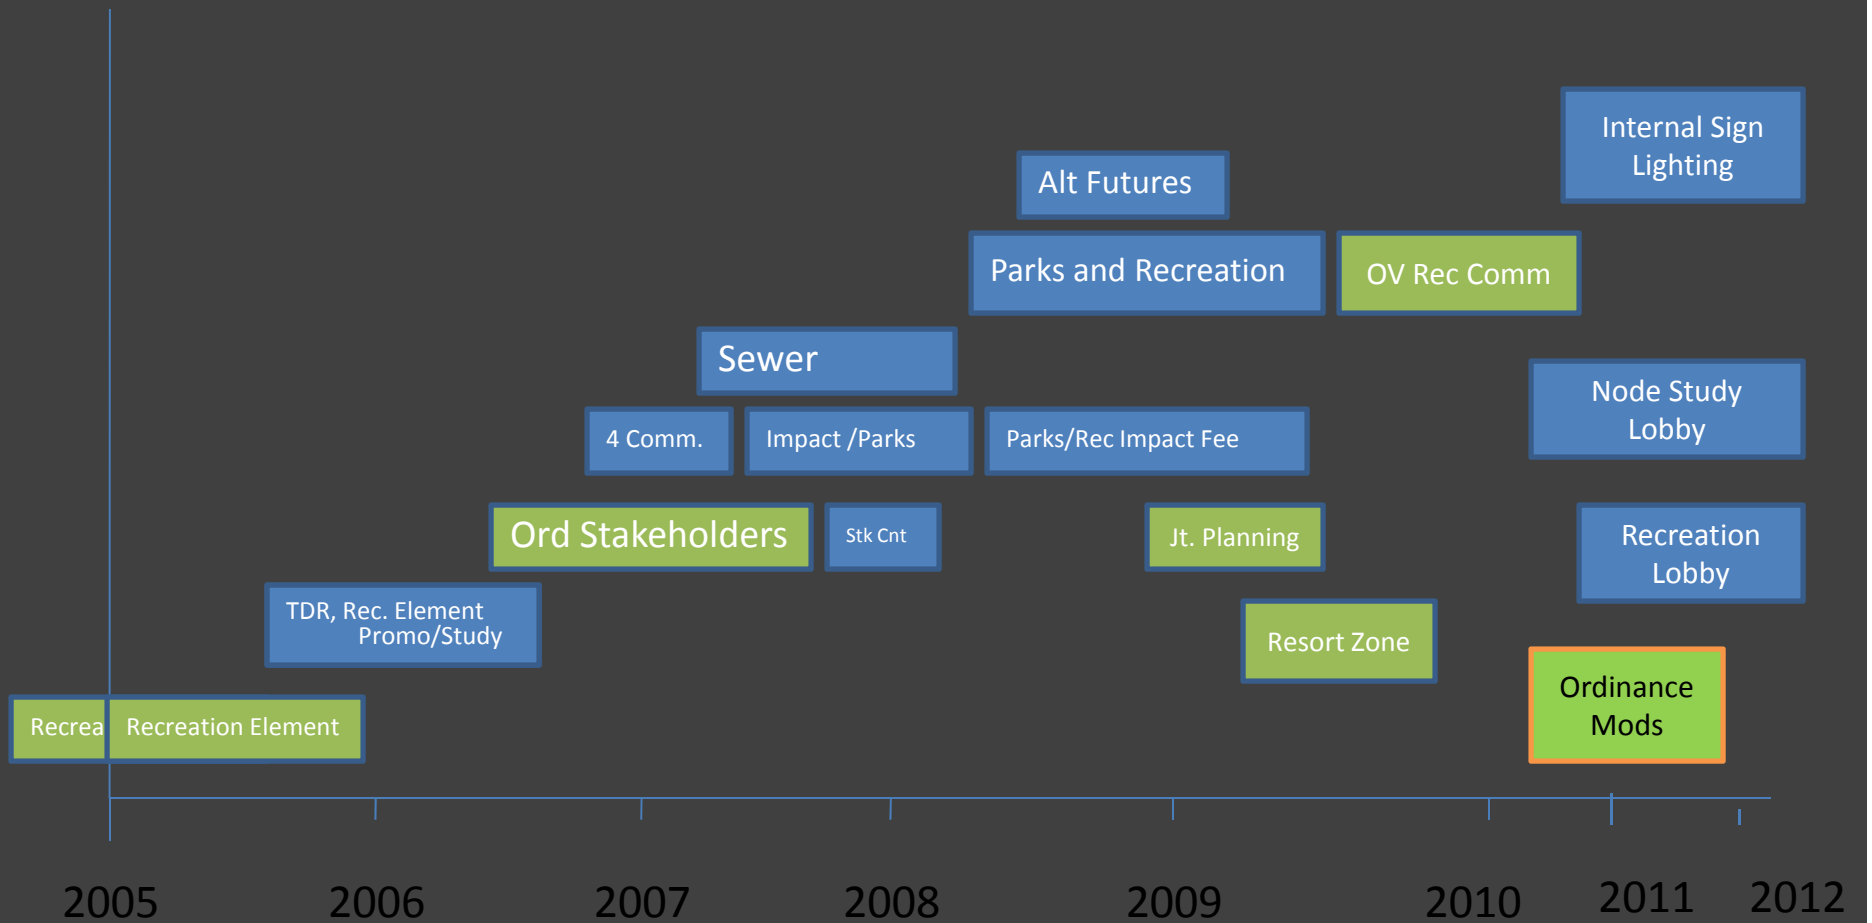 Internal Sign
Lighting
Alt Futures
Parks and Recreation
OV Rec Comm
Sewer
Node Study
Lobby
4 Comm.
Impact /Parks
Parks/Rec Impact Fee
Ord Stakeholders
Stk Cnt
Jt. Planning
Recreation
Lobby
TDR, Rec. Element
Promo/Study
Resort Zone
Ordinance
Mods
Recrea
Recreation Element
2005
2006
2007
2008
2009
2010
2011
2012